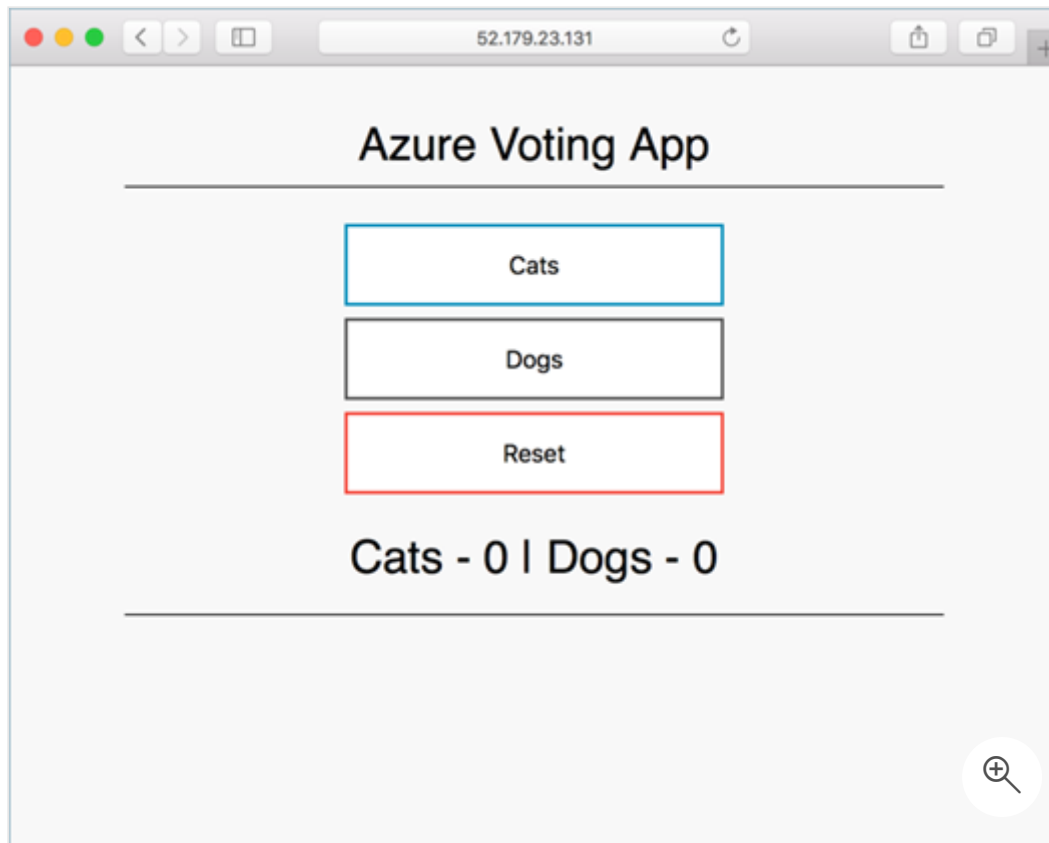 52.179.23.131
Azure Voting App
Cats
Dogs
Reset
Cats - 0 | Dogs - 0